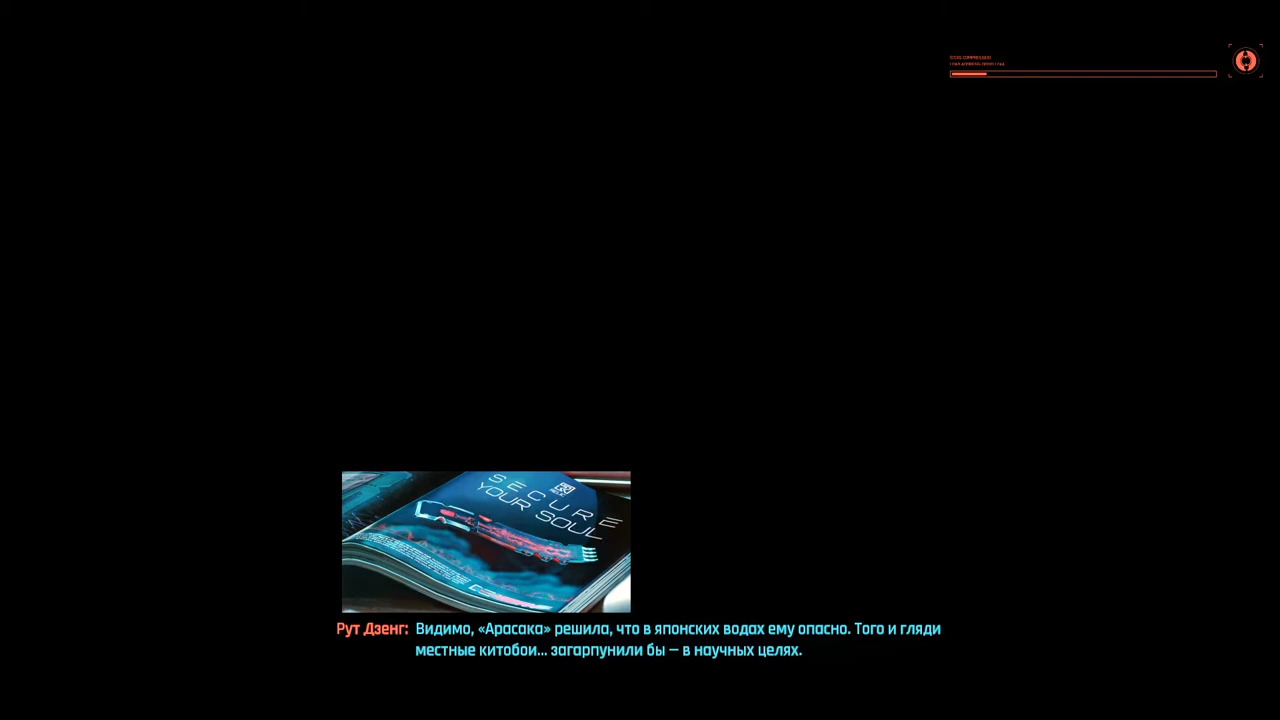 SECURE
YOUR SOUL
Рут Дзенг: Видимо, «Арасака» решила, что в японских водах ему опасно. Того и гляди
местные китобои... загарпунили бы – в научных целях.